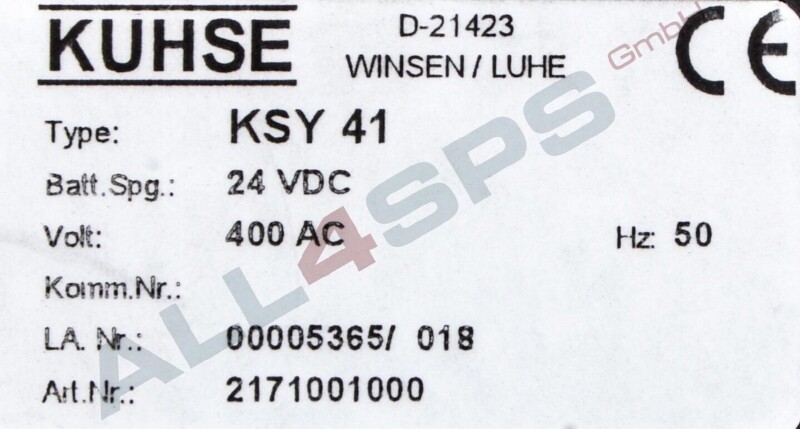 KUHSE
D-21423
WINSEN / LUHE
CE
Type: KSY 41
Batt.Spg.: 24 VDC
Volt: 400 AC Hz: 50
Komm.Nr.:
LA. Nr.: 00005365/ 018
Art.Nr.: 2171001000
ALL4SPS GmbH